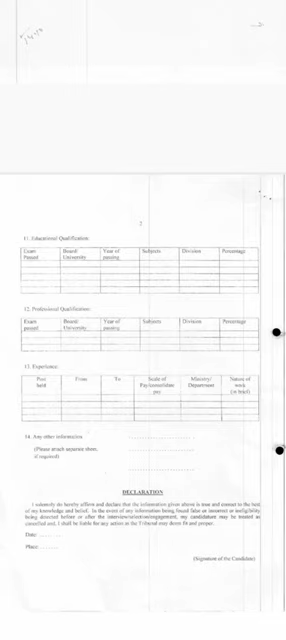 2
11. Educational Qualification:
Exam Passed | Board/ University | Year of passing | Subjects | Division | Percentage
12. Professional Qualification:
Exam passed | Board/ University | Year of passing | Subjects | Division | Percentage
13. Experience:
Post held | From | To | Scale of Pay/consolidated pay | Ministry/ Department | Nature of work (in brief)
14. Any other information
(Please attach separate sheet, if required)
DECLARATION
I solemnly do hereby affirm and declare that the information given above is true and correct to the best
of my knowledge and belief. In the event of any information being found false or incorrect or ineligibility
being detected before or after the interview/selection/engagement, my candidature may be treated as
cancelled and, I shall be liable for any action as the Tribunal may deem fit and proper.
Date:
Place:
(Signature of the Candidate)